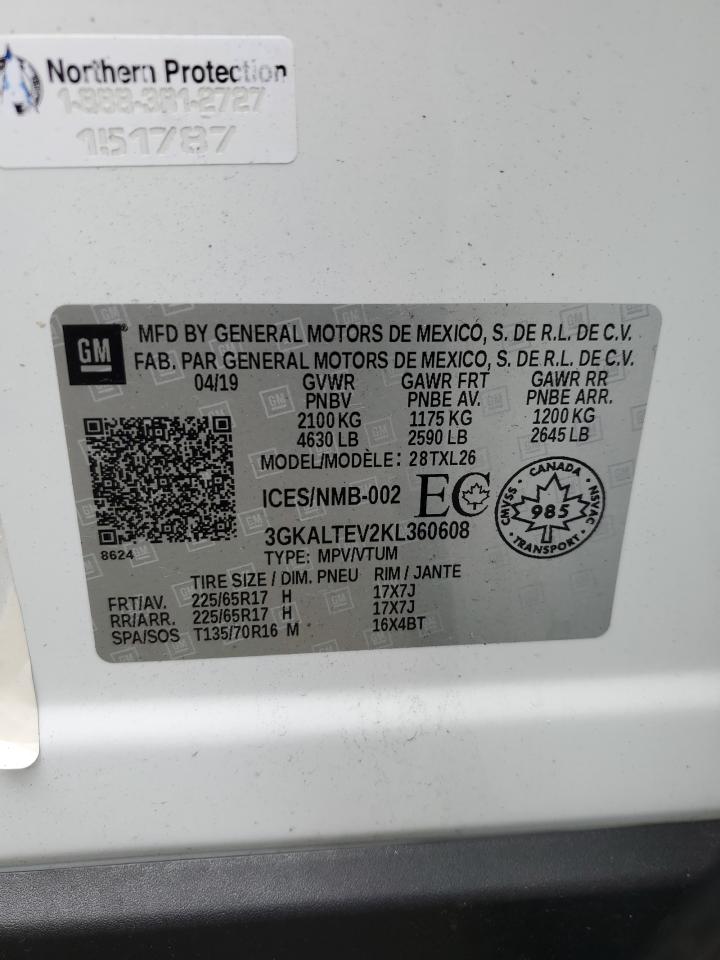 Northern Protection
1-888-381-2727
151787
GM
MFD BY GENERAL MOTORS DE MEXICO, S. DE R.L. DE C.V.
FAB. PAR GENERAL MOTORS DE MEXICO, S. DE R.L. DE C.V.
04/19 GVWR GAWR FRT GAWR RR
PNBV PNBE AV. PNBE ARR.
2100 KG 1175 KG 1200 KG
4630 LB 2590 LB 2645 LB
MODEL/MODÈLE: 28TXL26
ICES/NMB-002 EC
CANADA
CMVSS 985 NSVAC
TRANSPORT
3GKALTEV2KL360608
8624 TYPE: MPV/VTUM
TIRE SIZE / DIM. PNEU RIM / JANTE
FRT/AV. 225/65R17 H 17X7J
RR/ARR. 225/65R17 H 17X7J
SPA/SOS T135/70R16 M 16X4BT